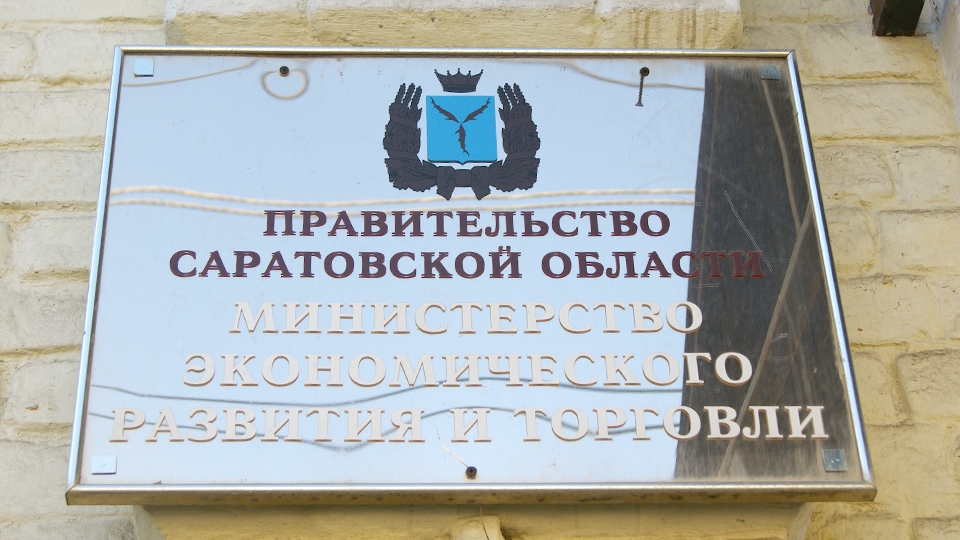 ПРАВИТЕЛЬСТВО
САРАТОВСКОЙ ОБЛАСТИ
МИНИСТЕРСТВО
ЭКОНОМИЧЕСКОГО
РАЗВИТИЯ И ТОРГОВЛИ